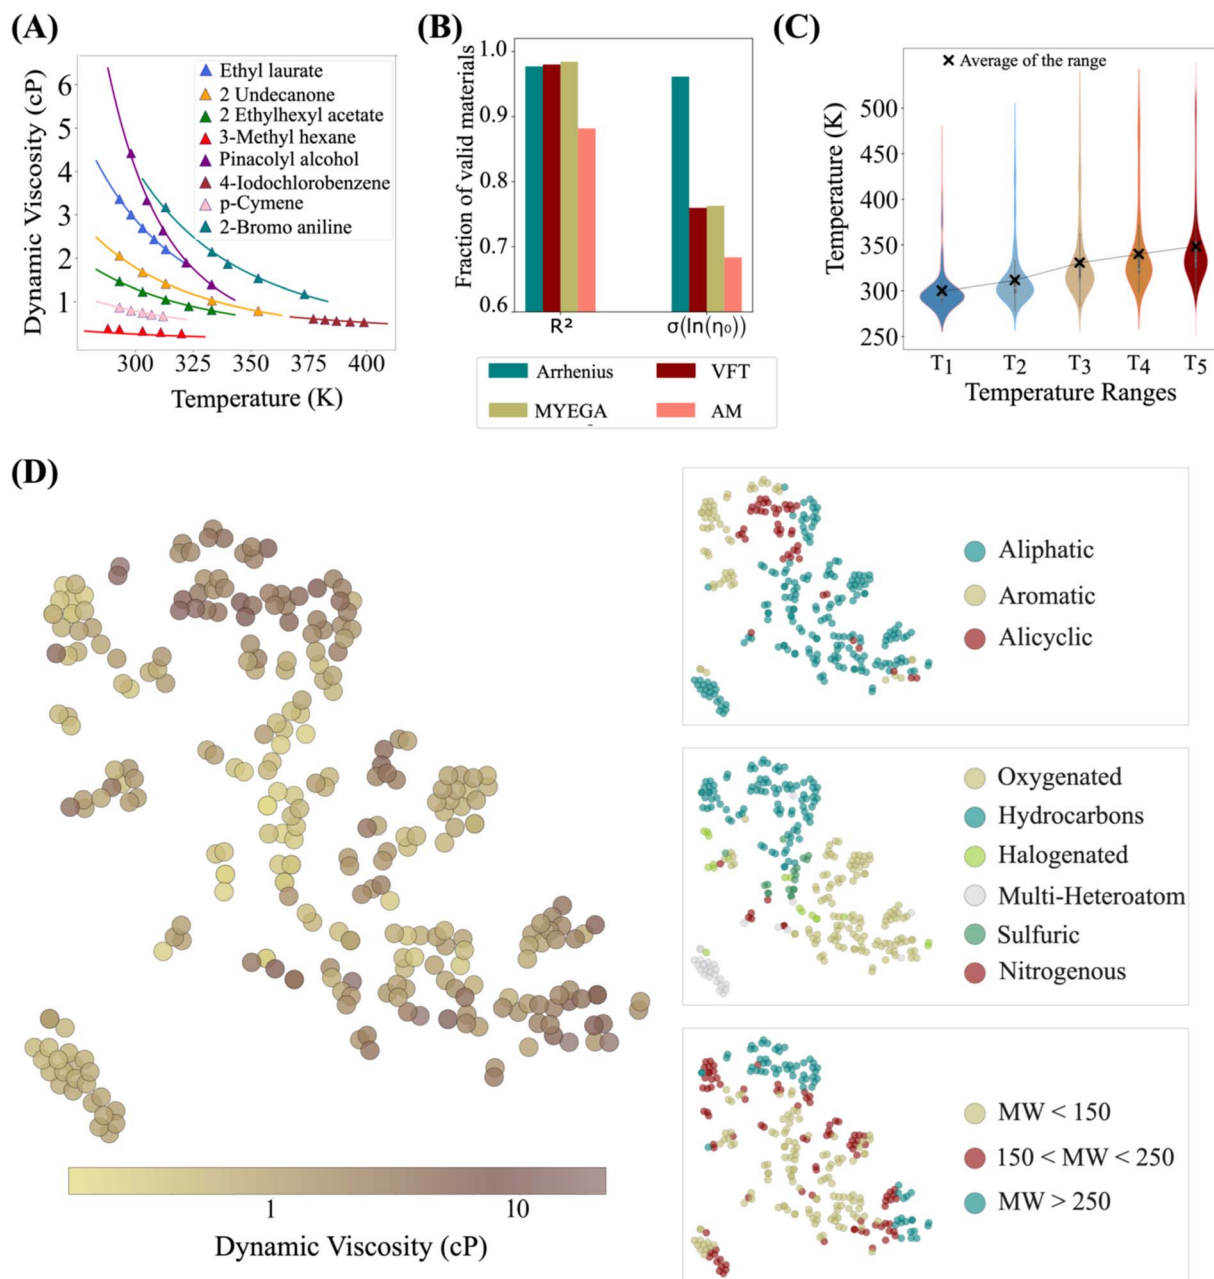 (A)
Dynamic Viscosity (cP)
6
5
4
3
2
1
300
325
350
375
400
Temperature (K)
Ethyl laurate
2 Undecanone
2 Ethylhexyl acetate
3-Methyl hexane
Pinacolyl alcohol
4-Iodochlorobenzene
p-Cymene
2-Bromo aniline
(B)
Fraction of valid materials
1.0
0.9
0.8
0.7
0.6
R²
σ(ln(η₀))
Arrhenius
VFT
MYEGA
AM
(C)
Average of the range
Temperature (K)
500
400
350
300
250
T₁
T₂
T₃
T₄
T₅
Temperature Ranges
(D)
1
10
Dynamic Viscosity (cP)
Aliphatic
Aromatic
Alicyclic
Oxygenated
Hydrocarbons
Halogenated
Multi-Heteroatom
Sulfuric
Nitrogenous
MW < 150
150 < MW < 250
MW > 250